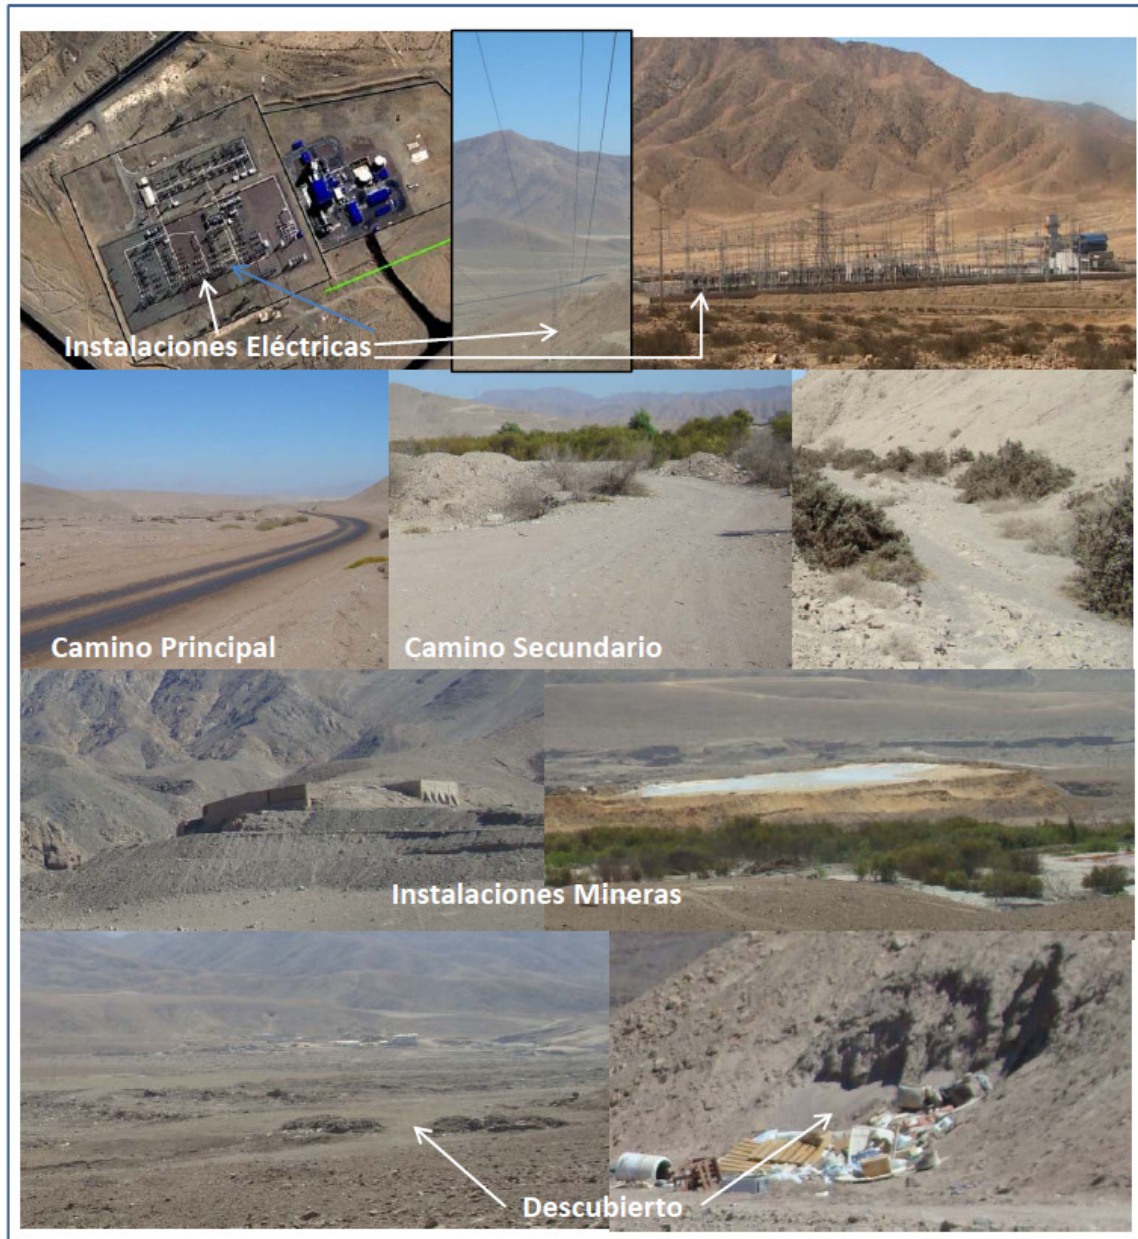 Instalaciones Eléctricas
Camino Principal
Camino Secundario
Instalaciones Mineras
Descubierto